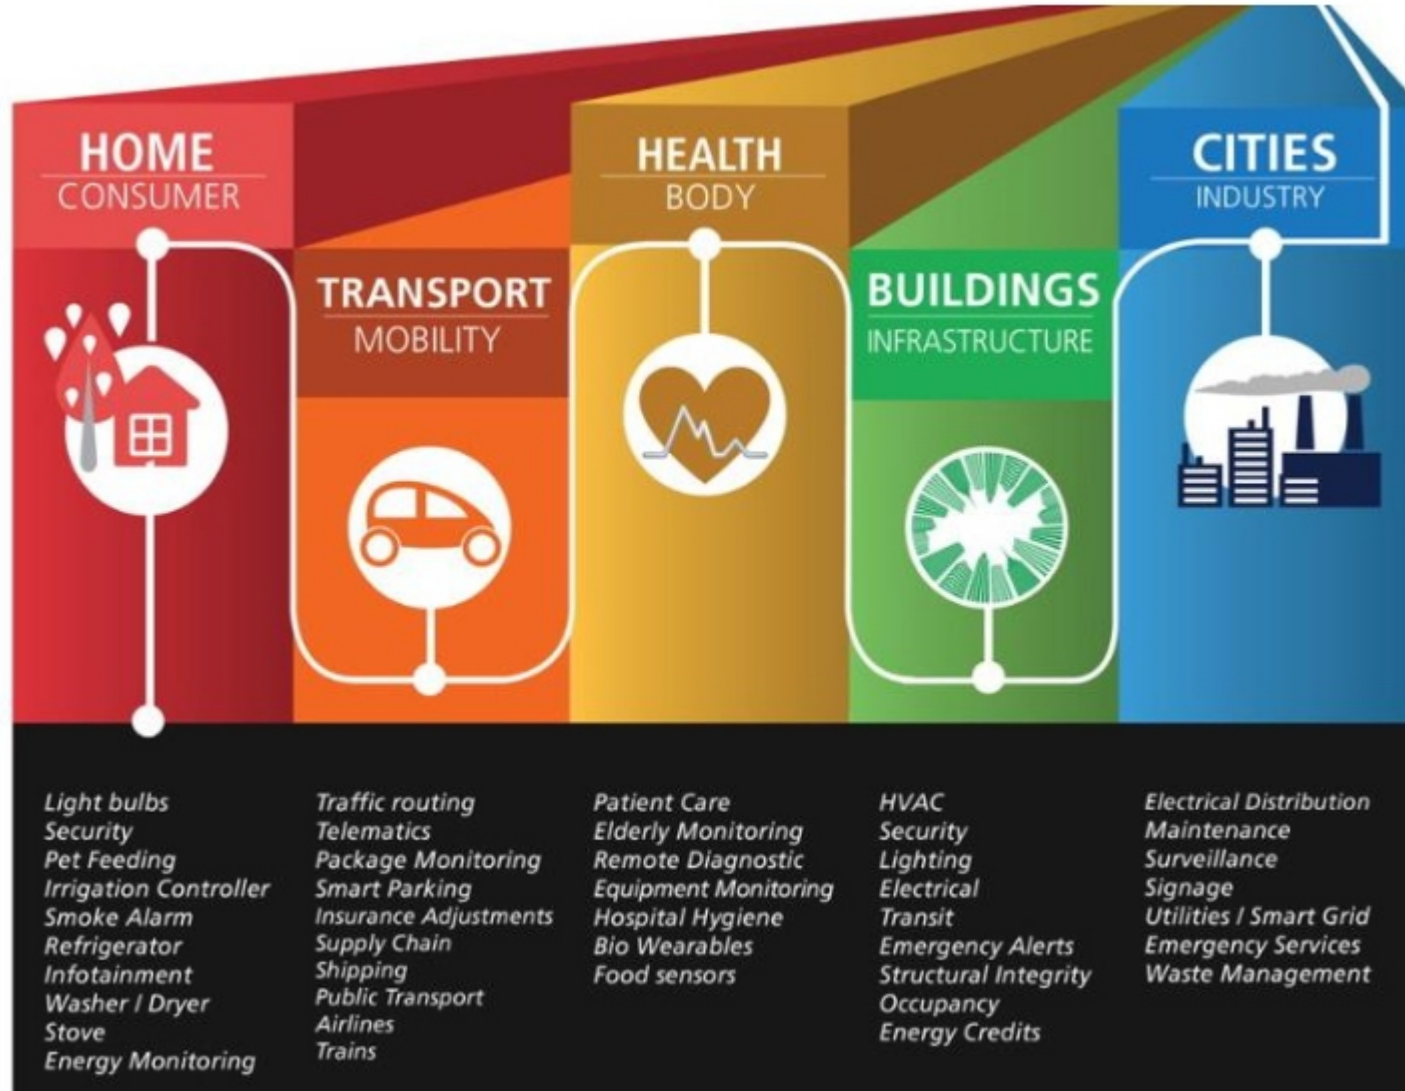 HOME
CONSUMER
TRANSPORT
MOBILITY
HEALTH
BODY
BUILDINGS
INFRASTRUCTURE
CITIES
INDUSTRY
Light bulbs
Security
Pet Feeding
Irrigation Controller
Smoke Alarm
Refrigerator
Infotainment
Washer / Dryer
Stove
Energy Monitoring
Traffic routing
Telematics
Package Monitoring
Smart Parking
Insurance Adjustments
Supply Chain
Shipping
Public Transport
Airlines
Trains
Patient Care
Elderly Monitoring
Remote Diagnostic
Equipment Monitoring
Hospital Hygiene
Bio Wearables
Food sensors
HVAC
Security
Lighting
Electrical
Transit
Emergency Alerts
Structural Integrity
Occupancy
Energy Credits
Electrical Distribution
Maintenance
Surveillance
Signage
Utilities / Smart Grid
Emergency Services
Waste Management